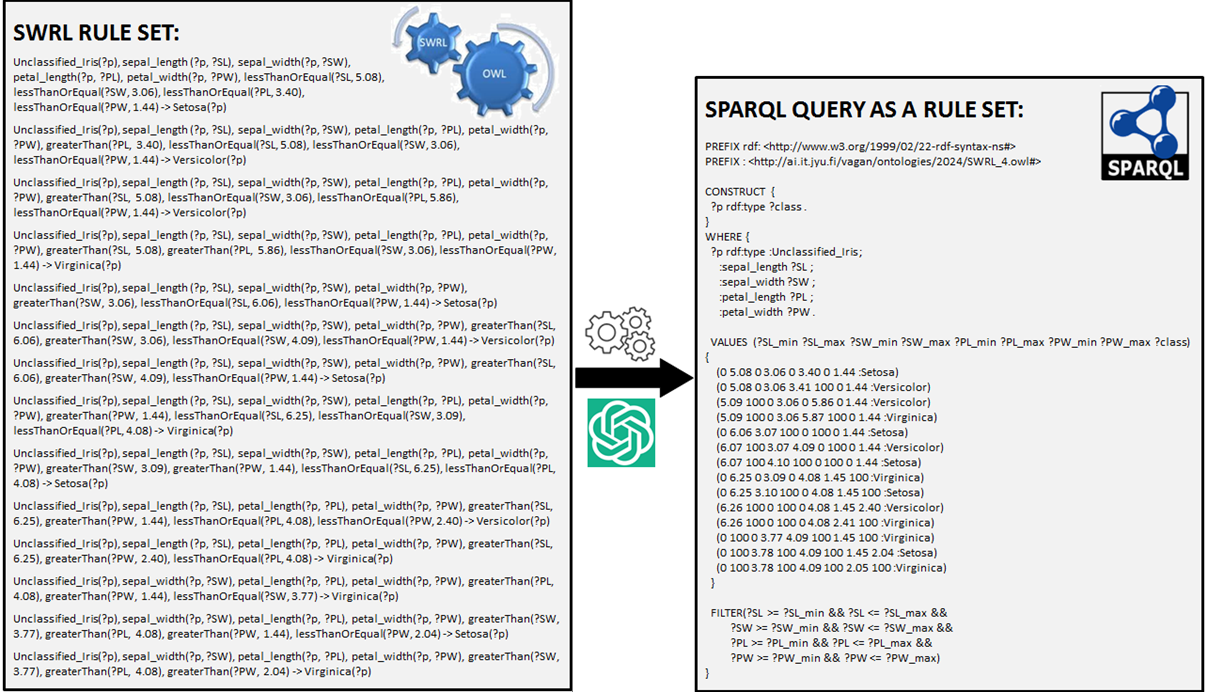 SWRL RULE SET:
SWRL
OWL
Unclassified_Iris(?p), sepal_length (?p, ?SL), sepal_width(?p, ?SW),
petal_length(?p, ?PL), petal_width(?p, ?PW), lessThanOrEqual(?SL, 5.08),
lessThanOrEqual(?SW, 3.06), lessThanOrEqual(?PL, 3.40),
lessThanOrEqual(?PW, 1.44) -> Setosa(?p)
Unclassified_Iris(?p), sepal_length (?p, ?SL), sepal_width(?p, ?SW), petal_length(?p, ?PL), petal_width(?p,
?PW), greaterThan(?PL, 3.40), lessThanOrEqual(?SL, 5.08), lessThanOrEqual(?SW, 3.06),
lessThanOrEqual(?PW, 1.44) -> Versicolor(?p)
Unclassified_Iris(?p), sepal_length (?p, ?SL), sepal_width(?p, ?SW), petal_length(?p, ?PL), petal_width(?p,
?PW), greaterThan(?SL, 5.08), lessThanOrEqual(?SW, 3.06), lessThanOrEqual(?PL, 5.86),
lessThanOrEqual(?PW, 1.44) -> Versicolor(?p)
Unclassified_Iris(?p), sepal_length (?p, ?SL), sepal_width(?p, ?SW), petal_length(?p, ?PL), petal_width(?p,
?PW), greaterThan(?SL, 5.08), greaterThan(?PL, 5.86), lessThanOrEqual(?SW, 3.06), lessThanOrEqual(?PW,
1.44) -> Virginica(?p)
Unclassified_Iris(?p), sepal_length (?p, ?SL), sepal_width(?p, ?SW), petal_width(?p, ?PW),
greaterThan(?SW, 3.06), lessThanOrEqual(?SL, 6.06), lessThanOrEqual(?PW, 1.44) -> Setosa(?p)
Unclassified_Iris(?p), sepal_length (?p, ?SL), sepal_width(?p, ?SW), petal_width(?p, ?PW), greaterThan(?SL,
6.06), greaterThan(?SW, 3.06), lessThanOrEqual(?SW, 4.09), lessThanOrEqual(?PW, 1.44) -> Versicolor(?p)
Unclassified_Iris(?p), sepal_length (?p, ?SL), sepal_width(?p, ?SW), petal_width(?p, ?PW), greaterThan(?SL,
6.06), greaterThan(?SW, 4.09), lessThanOrEqual(?PW, 1.44) -> Setosa(?p)
Unclassified_Iris(?p), sepal_length (?p, ?SL), sepal_width(?p, ?SW), petal_length(?p, ?PL), petal_width(?p,
?PW), greaterThan(?PW, 1.44), lessThanOrEqual(?SL, 6.25), lessThanOrEqual(?SW, 3.09),
lessThanOrEqual(?PL, 4.08) -> Virginica(?p)
Unclassified_Iris(?p), sepal_length (?p, ?SL), sepal_width(?p, ?SW), petal_length(?p, ?PL), petal_width(?p,
?PW), greaterThan(?SW, 3.09), greaterThan(?PW, 1.44), lessThanOrEqual(?SL, 6.25), lessThanOrEqual(?PL,
4.08) -> Setosa(?p)
Unclassified_Iris(?p), sepal_length (?p, ?SL), petal_length(?p, ?PL), petal_width(?p, ?PW), greaterThan(?SL,
6.25), greaterThan(?PW, 1.44), lessThanOrEqual(?PL, 4.08), lessThanOrEqual(?PW, 2.40) -> Versicolor(?p)
Unclassified_Iris(?p), sepal_length (?p, ?SL), petal_length(?p, ?PL), petal_width(?p, ?PW), greaterThan(?SL,
6.25), greaterThan(?PW, 2.40), lessThanOrEqual(?PL, 4.08) -> Virginica(?p)
Unclassified_Iris(?p), sepal_width(?p, ?SW), petal_length(?p, ?PL), petal_width(?p, ?PW), greaterThan(?PL,
4.08), greaterThan(?PW, 1.44), lessThanOrEqual(?SW, 3.77) -> Virginica(?p)
Unclassified_Iris(?p), sepal_width(?p, ?SW), petal_length(?p, ?PL), petal_width(?p, ?PW), greaterThan(?SW,
3.77), greaterThan(?PL, 4.08), greaterThan(?PW, 1.44), lessThanOrEqual(?PW, 2.04) -> Setosa(?p)
Unclassified_Iris(?p), sepal_width(?p, ?SW), petal_length(?p, ?PL), petal_width(?p, ?PW), greaterThan(?SW,
3.77), greaterThan(?PL, 4.08), greaterThan(?PW, 2.04) -> Virginica(?p)
SPARQL QUERY AS A RULE SET:
SPARQL
PREFIX rdf: <http://www.w3.org/1999/02/22-rdf-syntax-ns#>
PREFIX : <http://ai.it.jyu.fi/vagan/ontologies/2024/SWRL_4.owl#>
CONSTRUCT {
?p rdf:type ?class .
}
WHERE {
?p rdf:type :Unclassified_Iris;
:sepal_length ?SL ;
:sepal_width ?SW ;
:petal_length ?PL ;
:petal_width ?PW .
VALUES (?SL_min ?SL_max ?SW_min ?SW_max ?PL_min ?PL_max ?PW_min ?PW_max ?class)
{
(0 5.08 0 3.06 0 3.40 0 1.44 :Setosa)
(0 5.08 0 3.06 3.41 100 0 1.44 :Versicolor)
(5.09 100 0 3.06 0 5.86 0 1.44 :Versicolor)
(5.09 100 0 3.06 5.87 100 0 1.44 :Virginica)
(0 6.06 3.07 100 0 100 0 1.44 :Setosa)
(6.07 100 3.07 4.09 0 100 0 1.44 :Versicolor)
(6.07 100 4.10 100 0 100 0 1.44 :Setosa)
(0 6.25 0 3.09 0 4.08 1.45 100 :Virginica)
(0 6.25 3.10 100 0 4.08 1.45 100 :Setosa)
(6.26 100 0 100 0 4.08 1.45 2.40 :Versicolor)
(6.26 100 0 100 0 4.08 2.41 100 :Virginica)
(0 100 0 3.77 4.09 100 1.45 100 :Virginica)
(0 100 3.78 100 4.09 100 1.45 2.04 :Setosa)
(0 100 3.78 100 4.09 100 2.05 100 :Virginica)
}
FILTER(?SL >= ?SL_min && ?SL <= ?SL_max &&
?SW >= ?SW_min && ?SW <= ?SW_max &&
?PL >= ?PL_min && ?PL <= ?PL_max &&
?PW >= ?PW_min && ?PW <= ?PW_max)
}